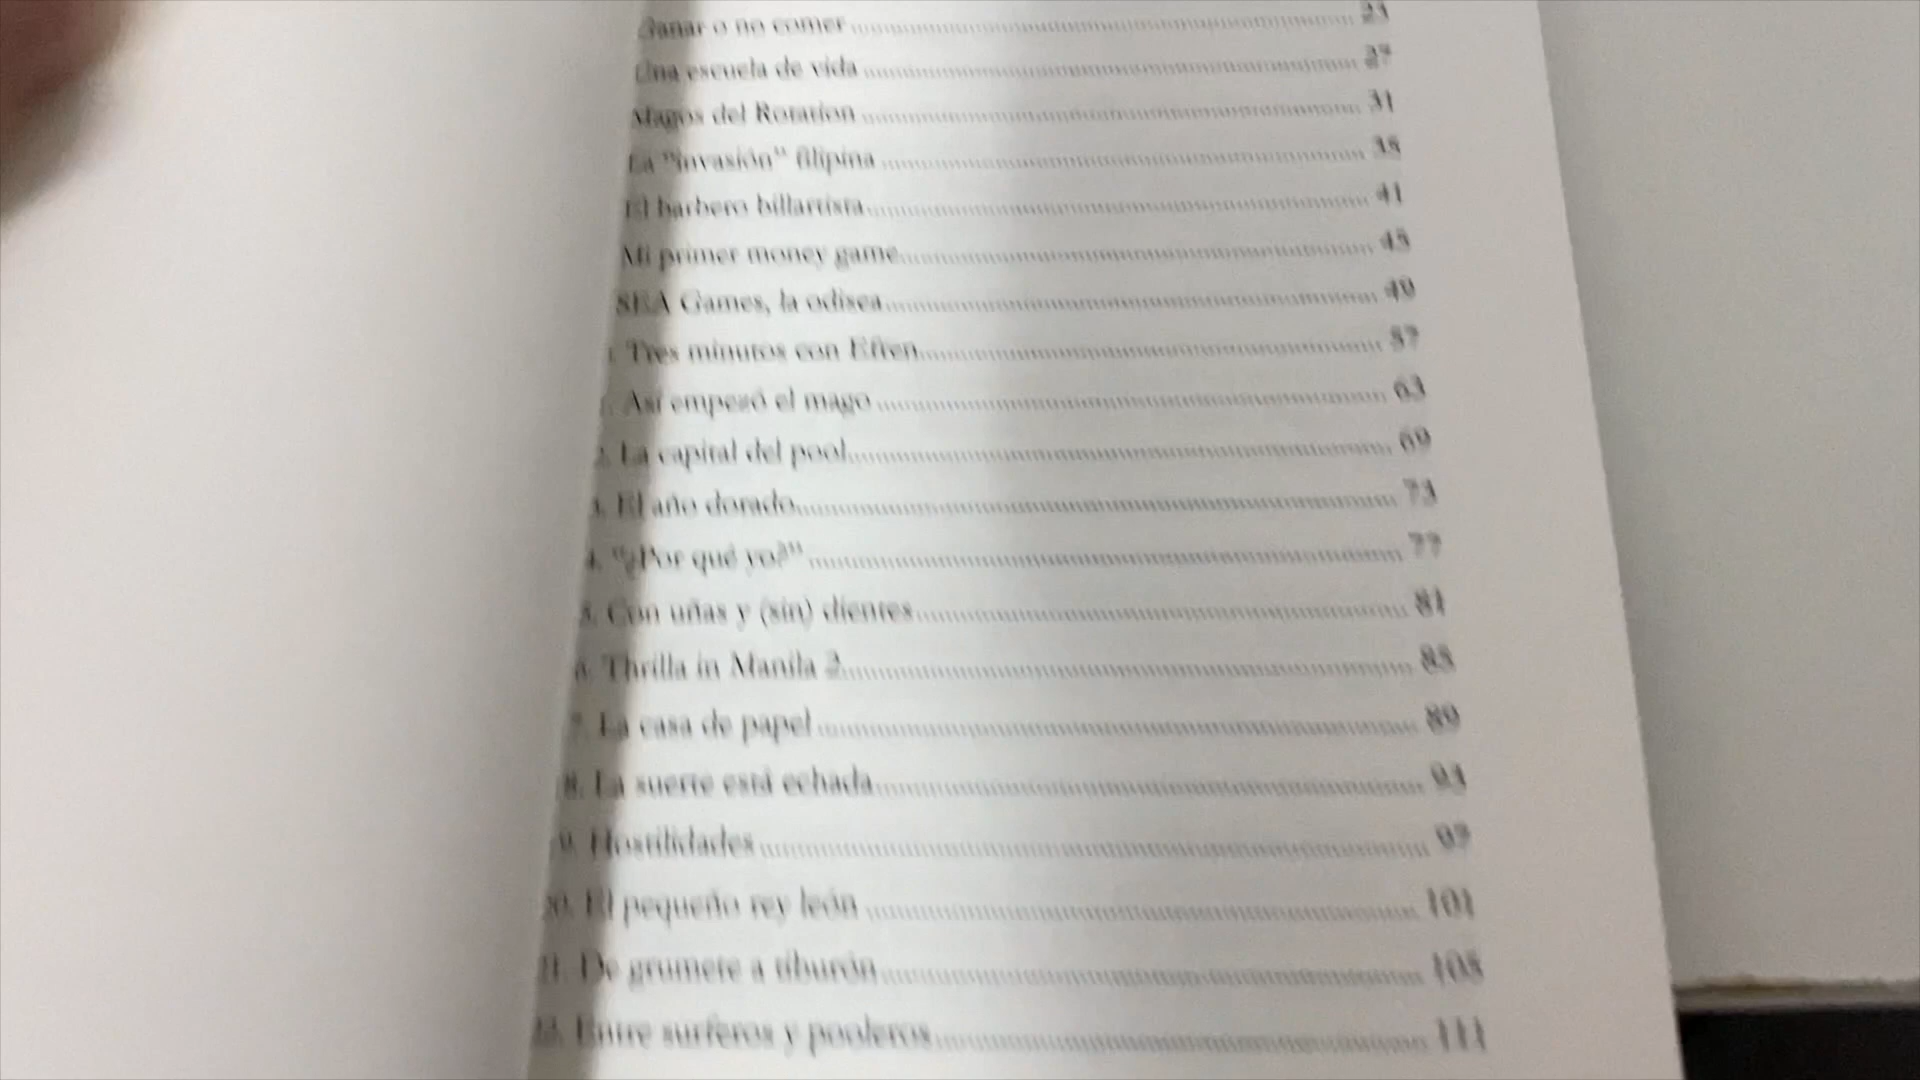 Ganar o no comer 23
Una escuela de vida 27
Magos del Rotation 31
La "invasión" filipina 35
El barbero billartista 41
Mi primer money game 45
SEA Games, la odisea 49
Tres minutos con Efren 57
Así empezó el mago 63
2. La capital del pool 69
3. El año dorado 73
4. "¿Por qué yo?" 77
5. Con uñas y (sin) dientes 81
6. Thrilla in Manila 2 85
7. La casa de papel 89
8. La suerte está echada 93
9. Hostilidades 97
20. El pequeño rey león 101
21. De grumete a tiburón 105
22. Entre surferos y pooleros 111